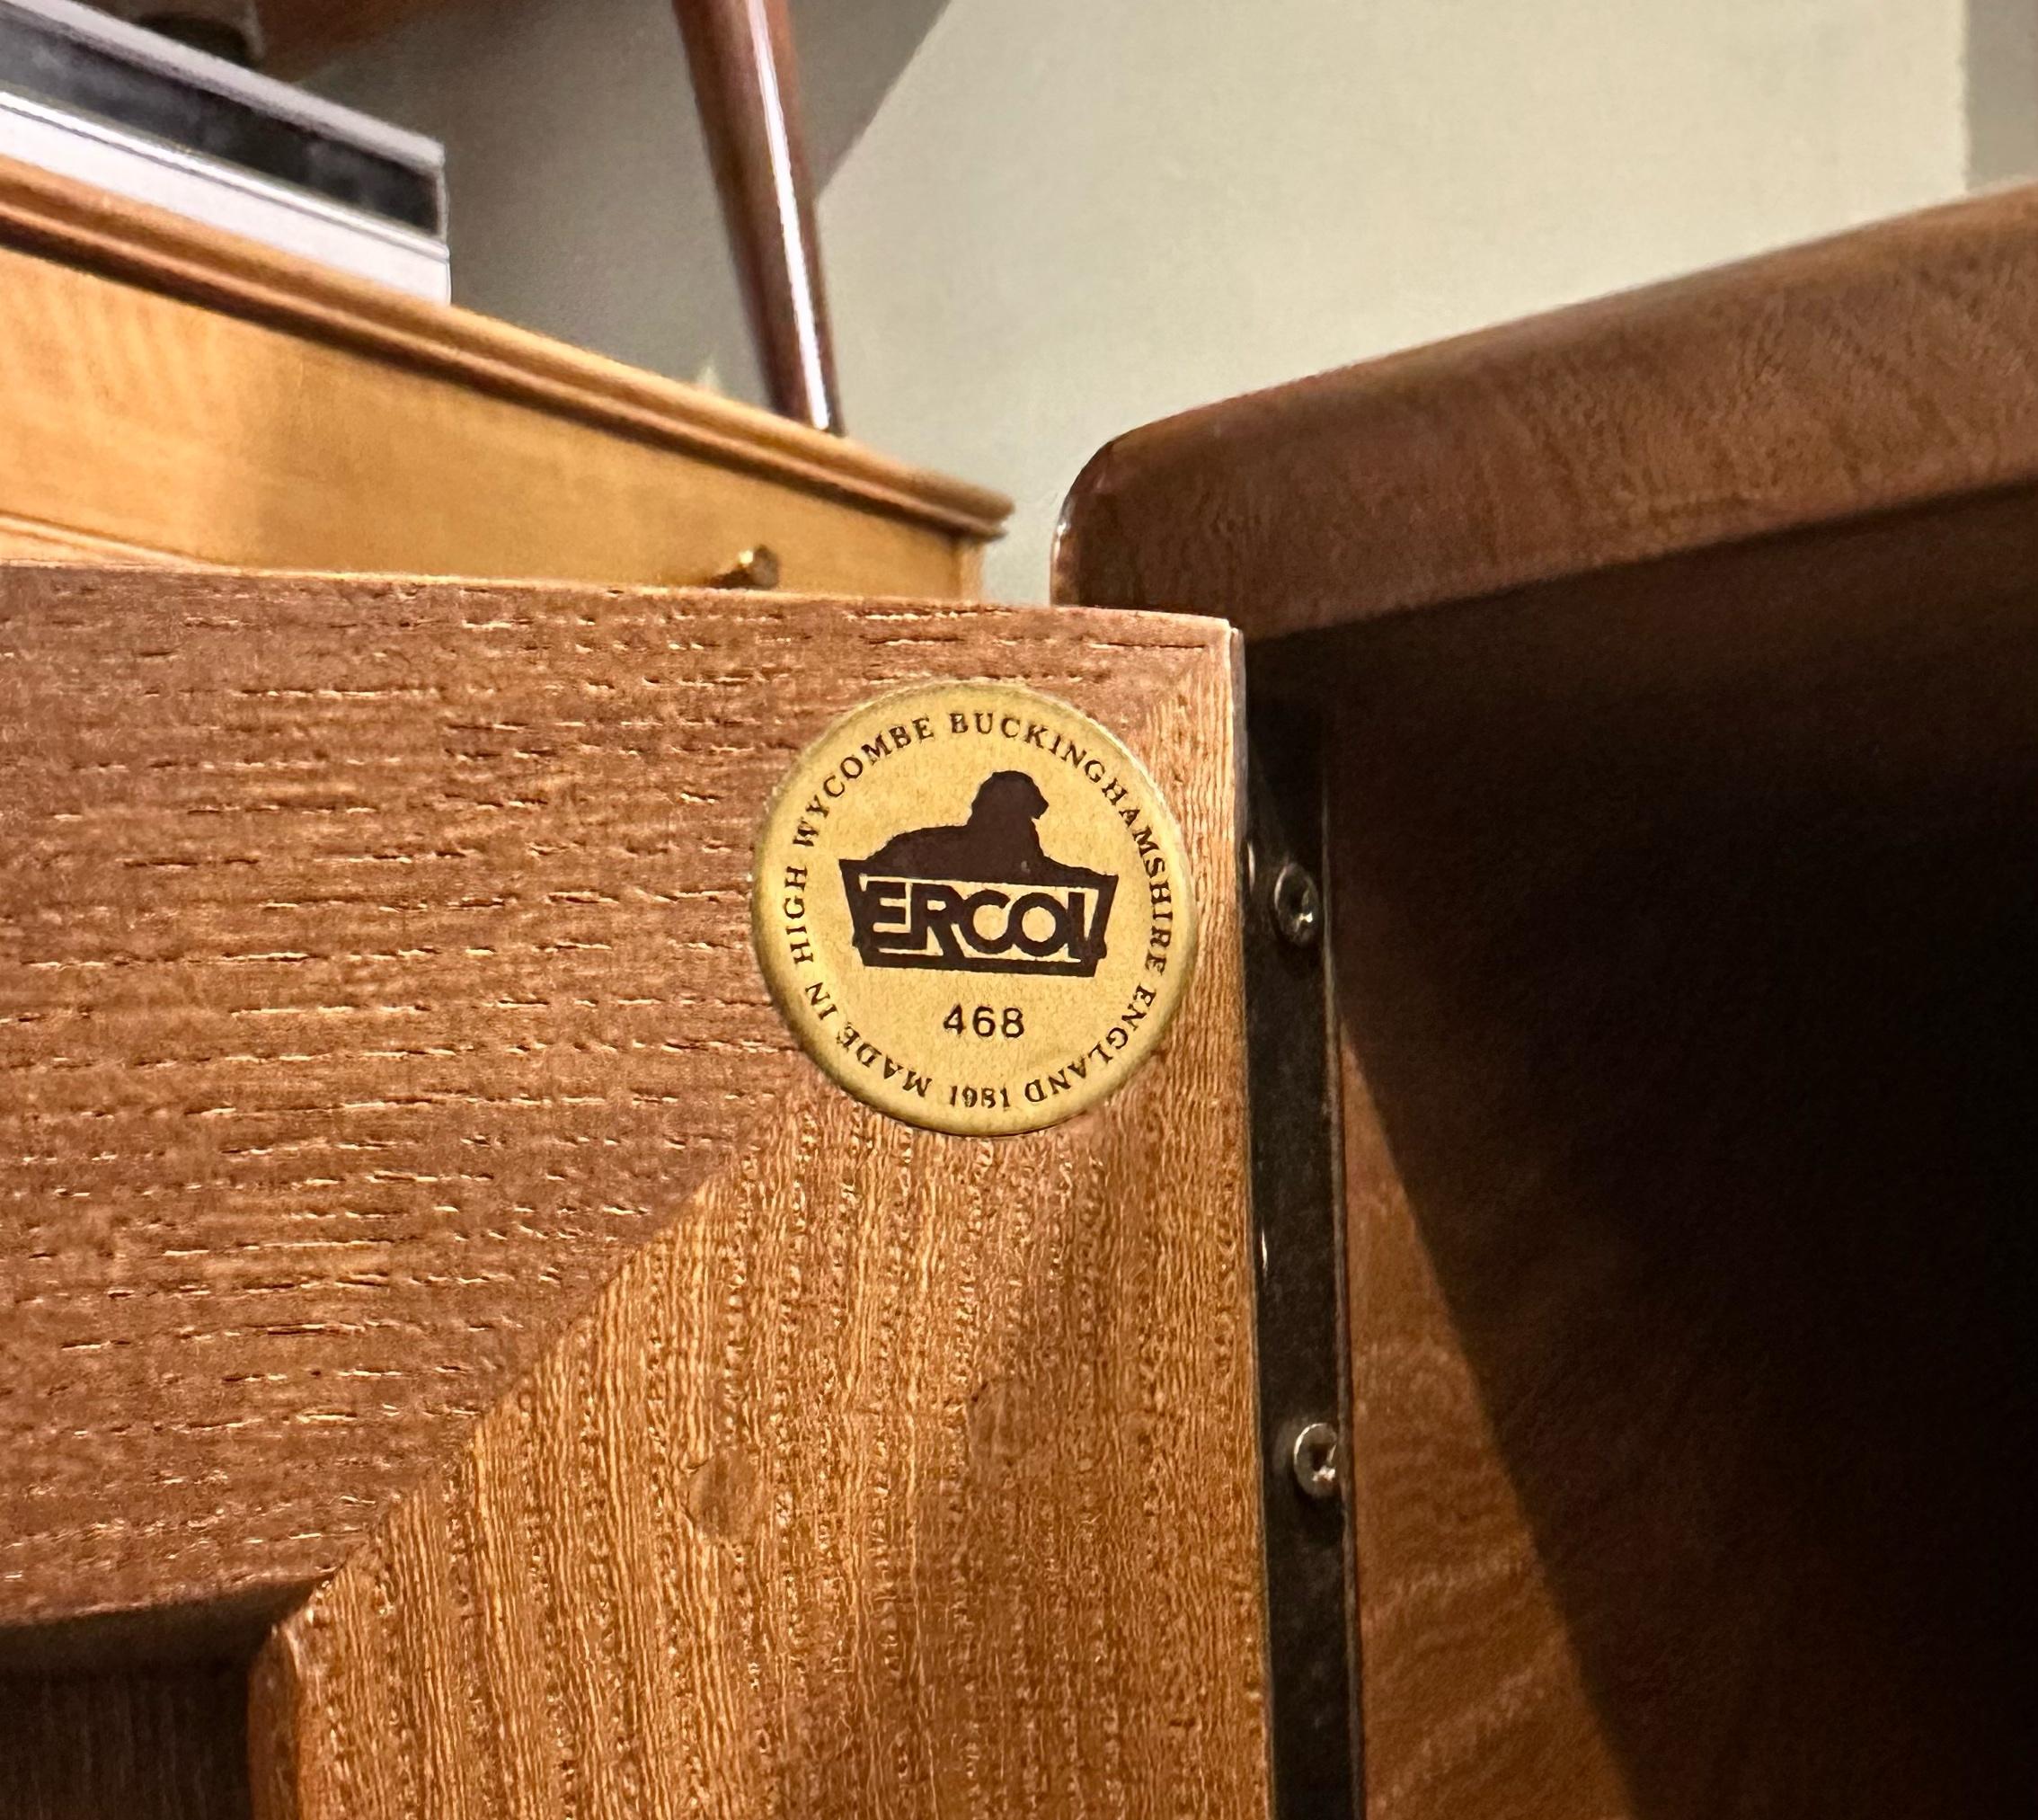 MADE IN HIGH WYCOMBE BUCKINGHAMSHIRE ENGLAND 1981
ERCOL
468